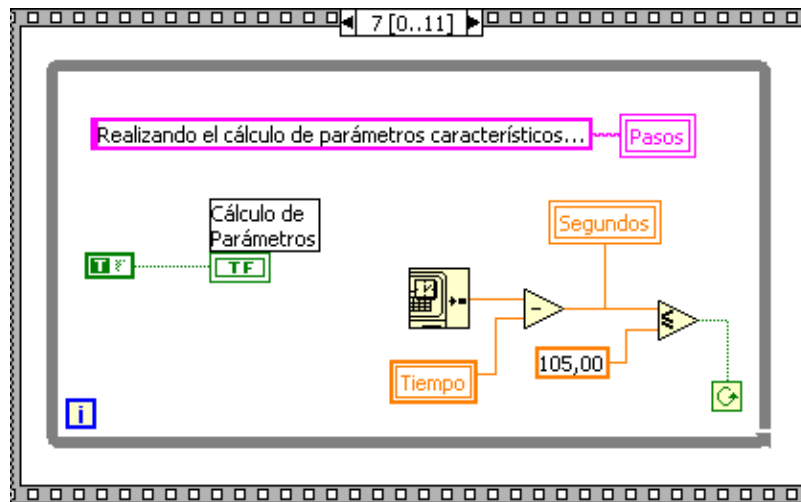 7 [0..11]
Realizando el cálculo de parámetros característicos...
Pasos
Cálculo de
Parámetros
T
TF
Segundos
-
≤
105,00
Tiempo
i